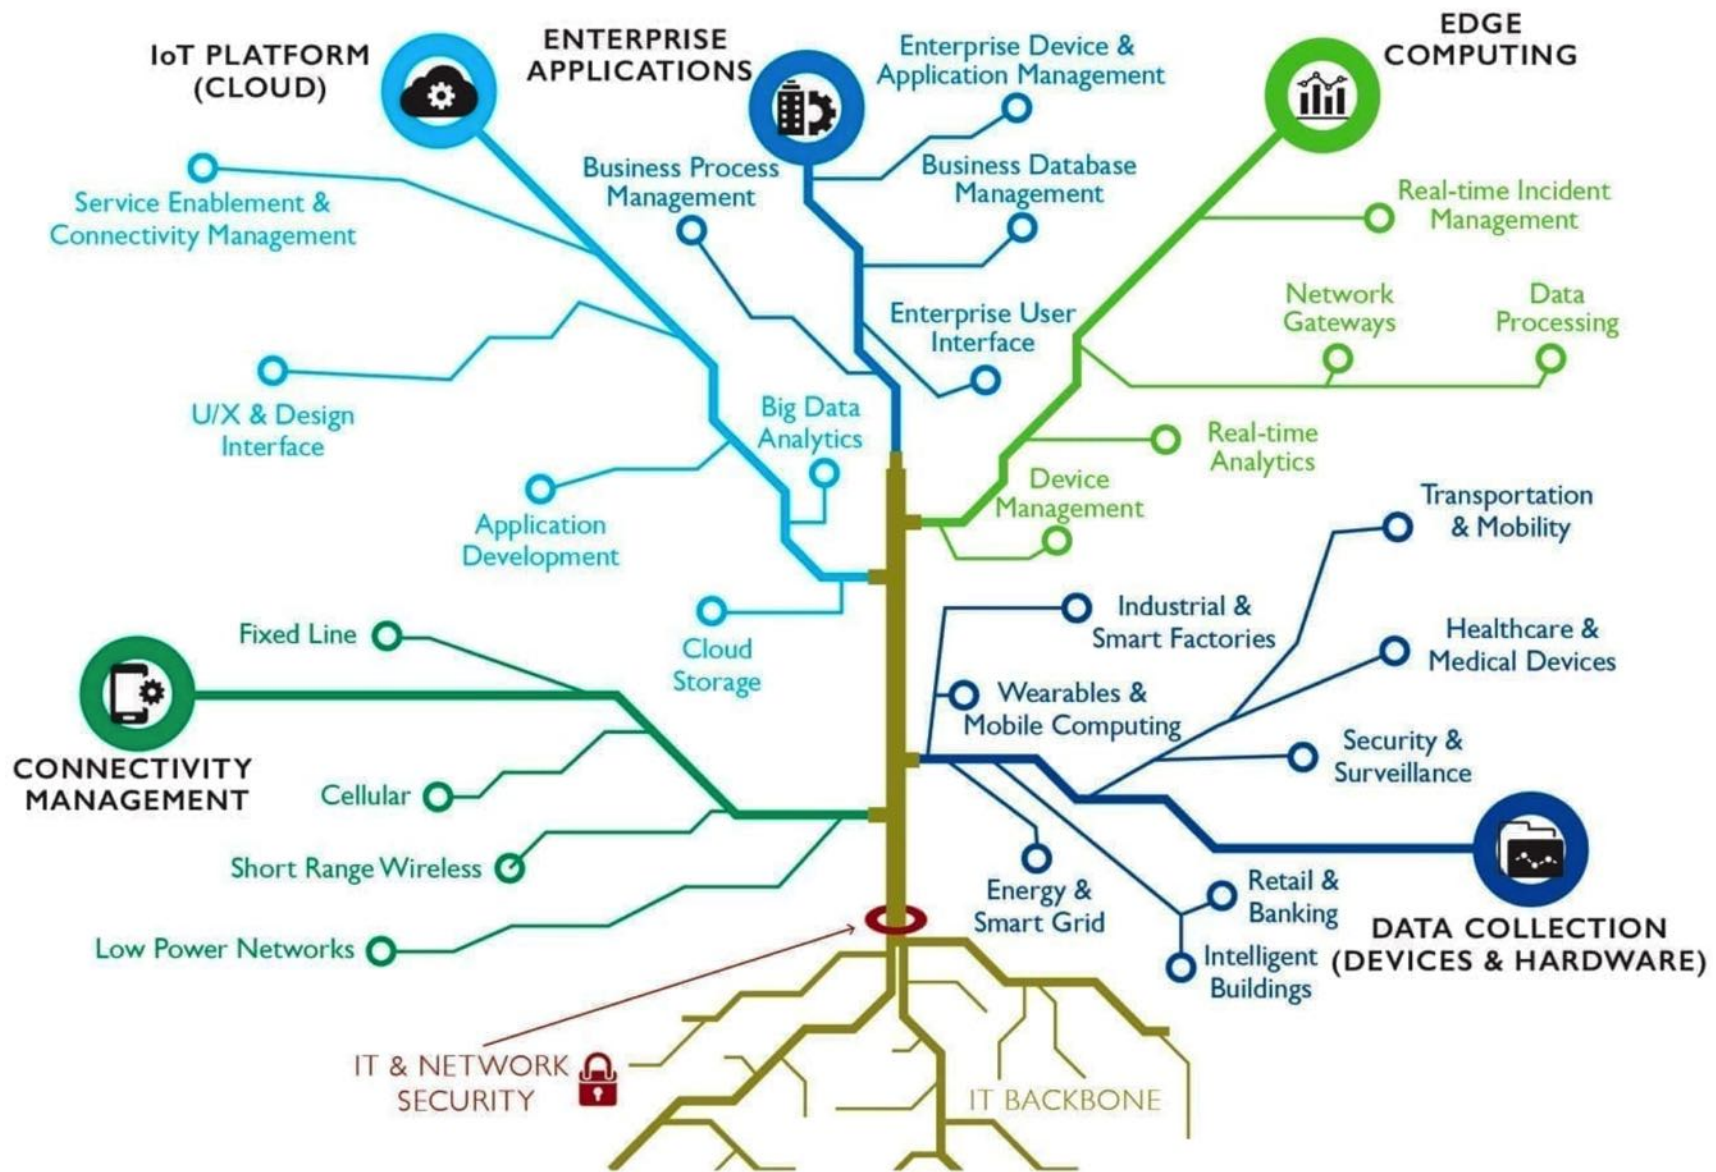 IoT PLATFORM
(CLOUD)
ENTERPRISE
APPLICATIONS
Enterprise Device &
Application Management
EDGE
COMPUTING
Service Enablement &
Connectivity Management
Business Process
Management
Business Database
Management
Real-time Incident
Management
Network
Gateways
Data
Processing
Enterprise User
Interface
U/X & Design
Interface
Big Data
Analytics
Real-time
Analytics
Device
Management
Transportation
& Mobility
Application
Development
Fixed Line
Cloud
Storage
Industrial &
Smart Factories
Healthcare &
Medical Devices
Wearables &
Mobile Computing
Security &
Surveillance
CONNECTIVITY
MANAGEMENT
Cellular
Short Range Wireless
Low Power Networks
Energy &
Smart Grid
Retail &
Banking
Intelligent
Buildings
DATA COLLECTION
(DEVICES & HARDWARE)
IT & NETWORK
SECURITY
IT BACKBONE